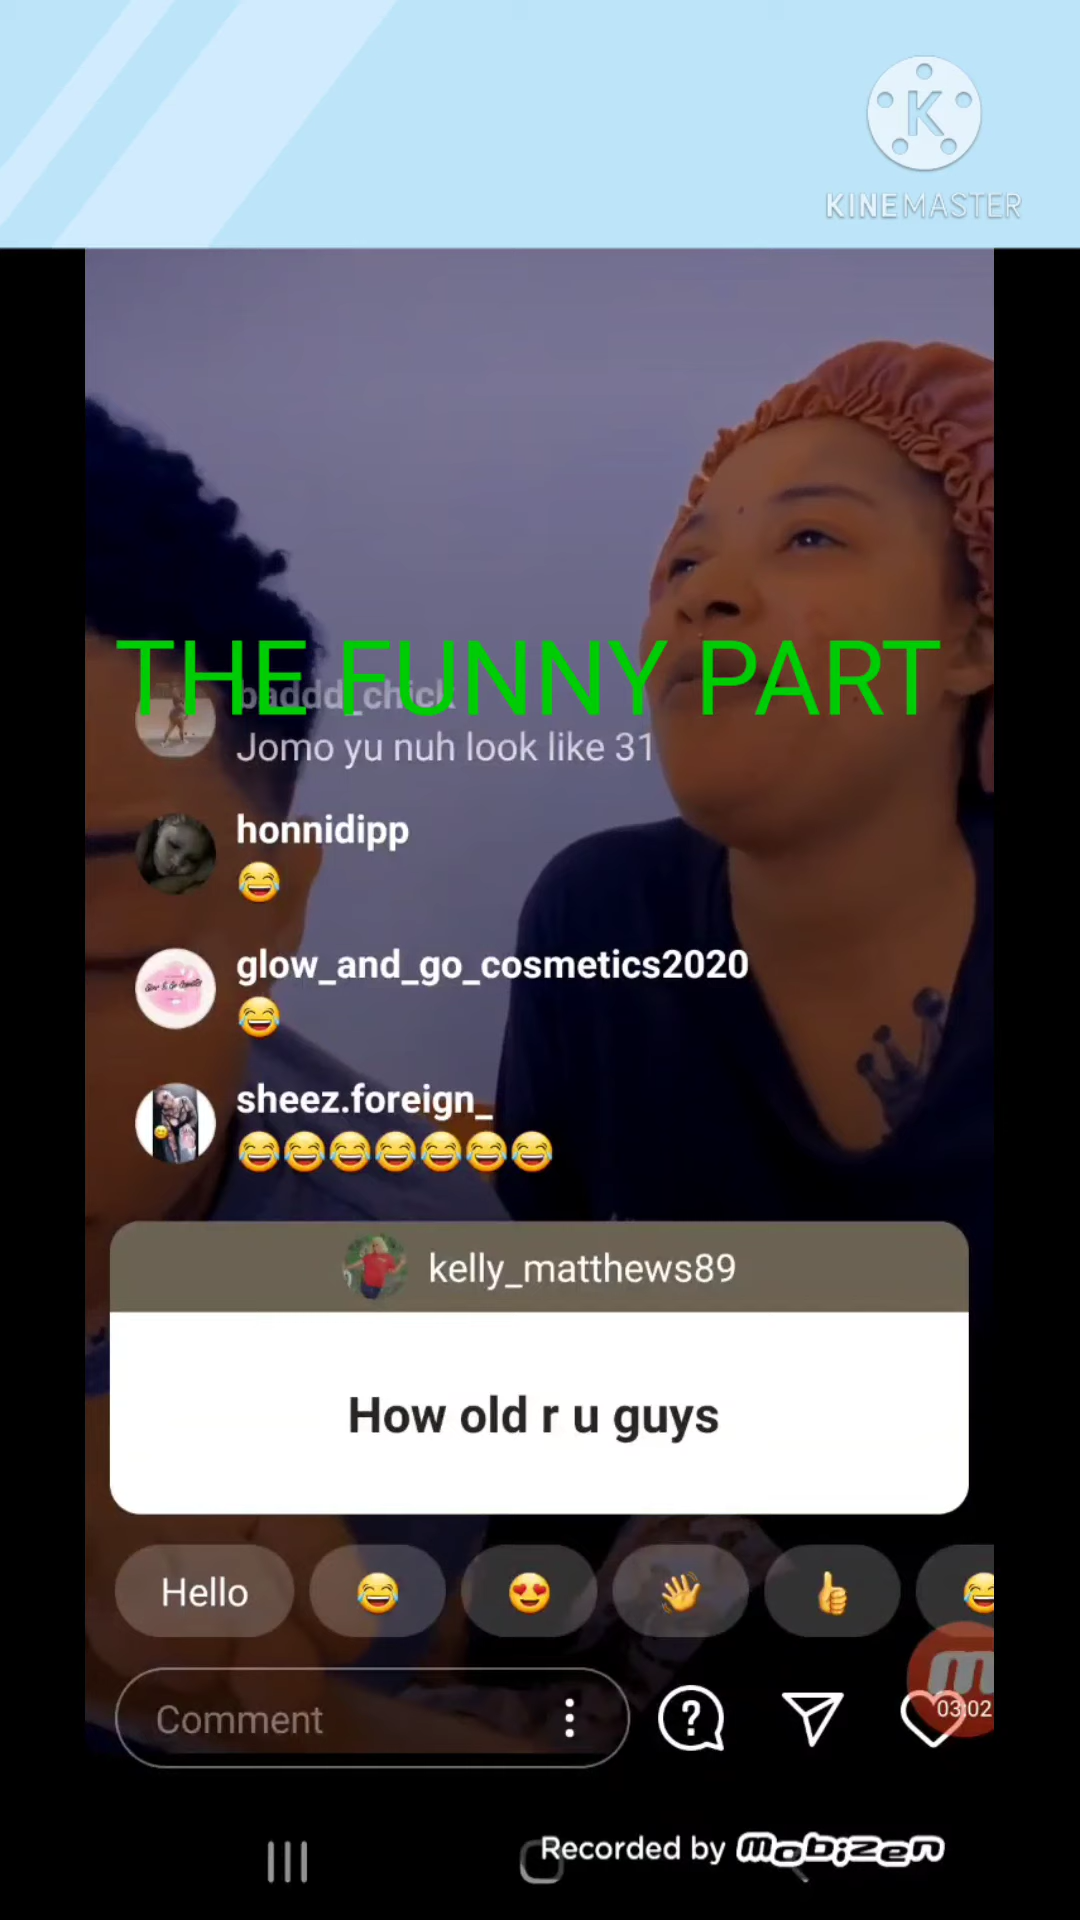 K
KINEMASTER
THE FUNNY PART
baddd_chick
Jomo yu nuh look like 31
honnidipp
😂
glow_and_go_cosmetics2020
😂
sheez.foreign_
😂😂😂😂😂😂😂
kelly_matthews89
How old r u guys
Hello 😂 😍 👋 👍 😂
Comment
03:02
Recorded by mobizen